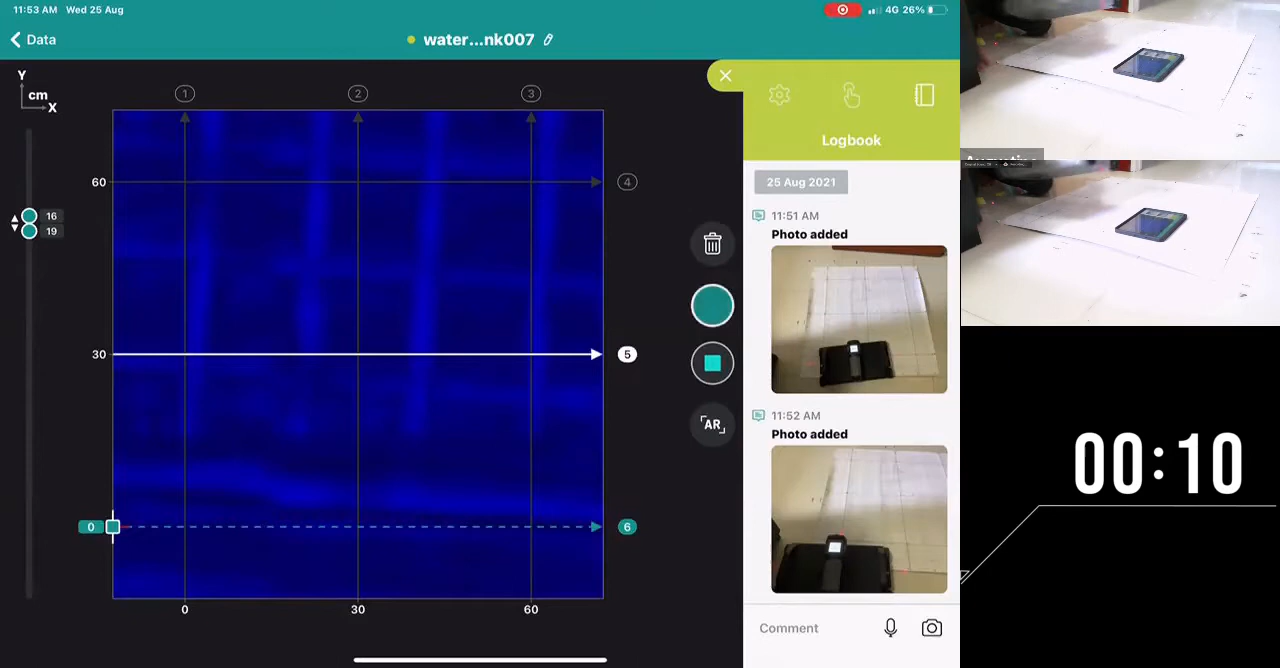 11:53 AM Wed 25 Aug
4G 26%
Data
water...nk007
Y
cm
X
1 2 3
60
4
16
19
30
5
AR
0
6
0 30 60
Logbook
25 Aug 2021
11:51 AM
Photo added
11:52 AM
Photo added
Comment
00:10